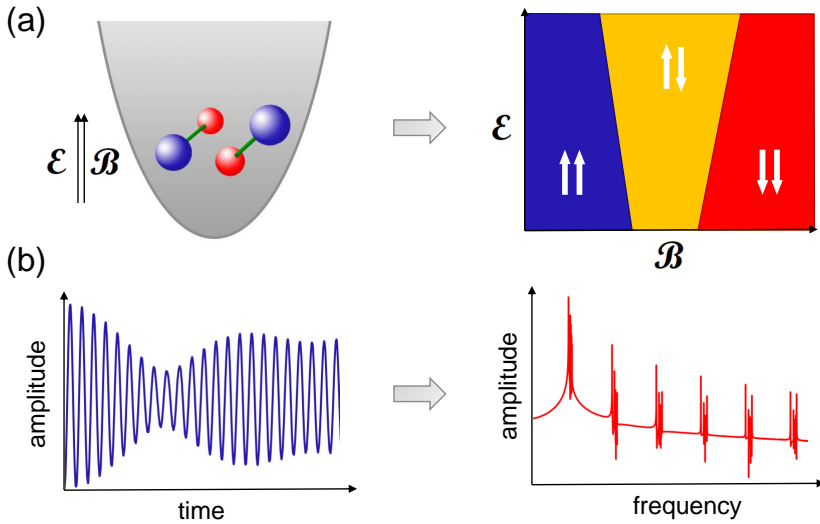 (a)
ℰ ℬ
ℰ
ℬ
(b)
amplitude
time
amplitude
frequency